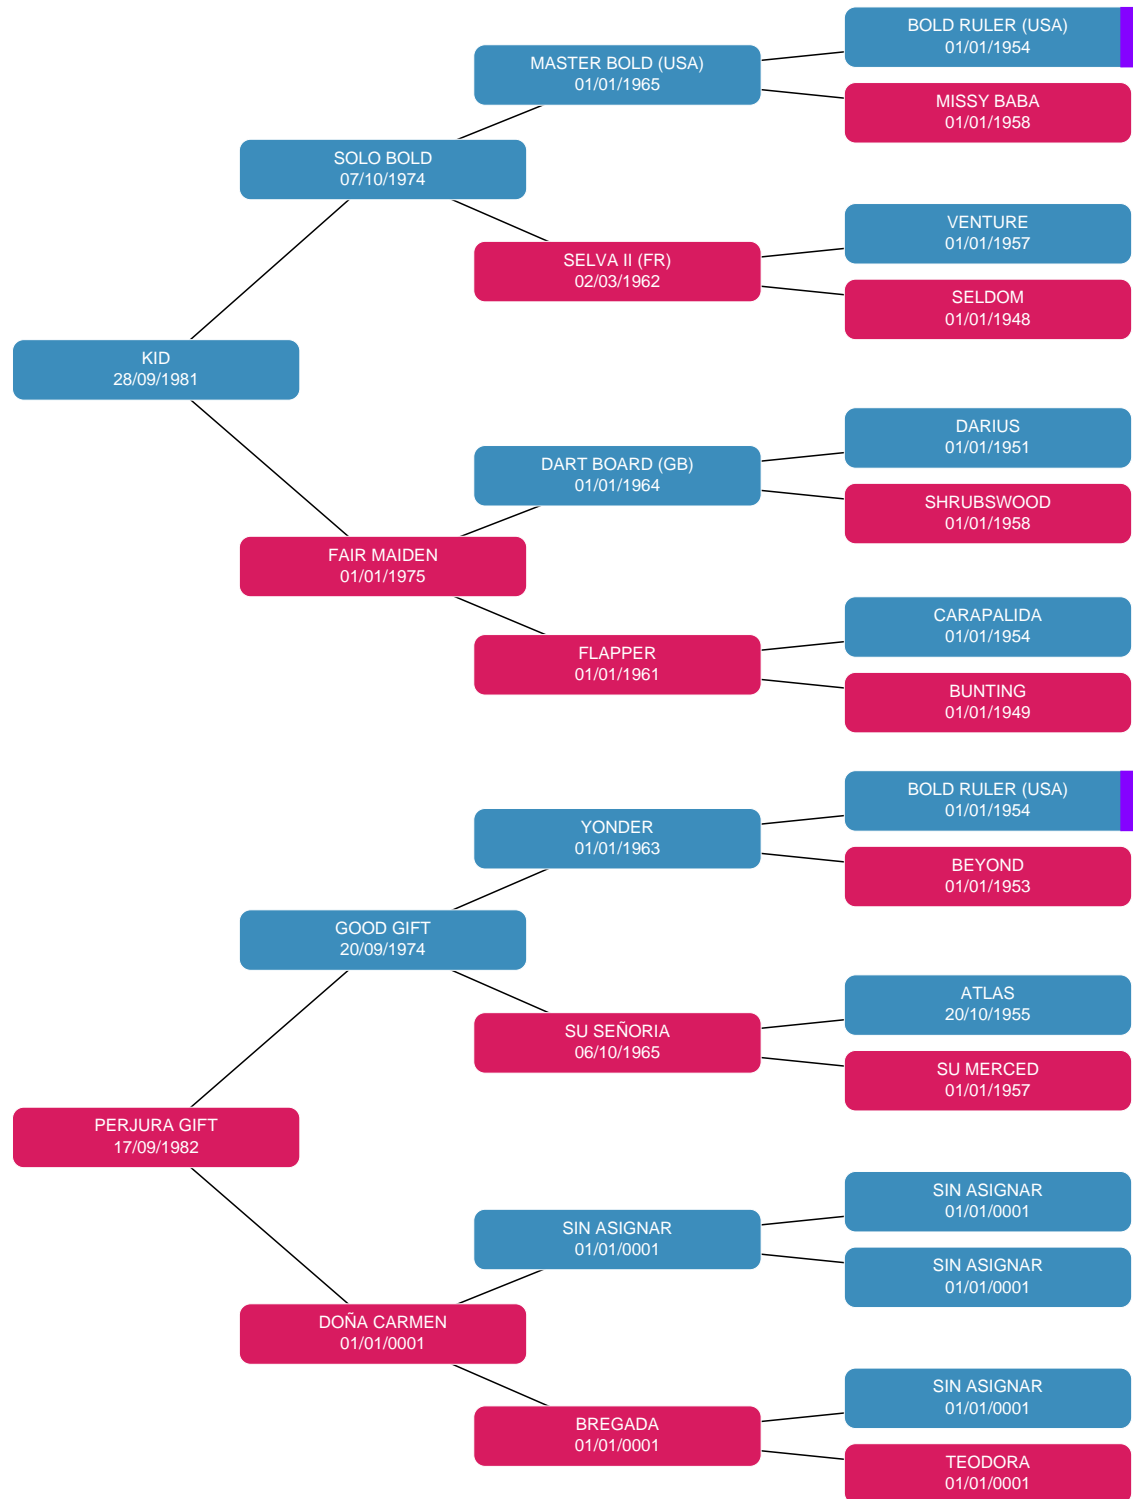 BOLD RULER (USA)
01/01/1954
MASTER BOLD (USA)
01/01/1965
MISSY BABA
01/01/1958
SOLO BOLD
07/10/1974
VENTURE
01/01/1957
SELVA II (FR)
02/03/1962
SELDOM
01/01/1948
KID
28/09/1981
DARIUS
01/01/1951
DART BOARD (GB)
01/01/1964
SHRUBSWOOD
01/01/1958
FAIR MAIDEN
01/01/1975
CARAPALIDA
01/01/1954
FLAPPER
01/01/1961
BUNTING
01/01/1949
BOLD RULER (USA)
01/01/1954
YONDER
01/01/1963
BEYOND
01/01/1953
GOOD GIFT
20/09/1974
ATLAS
20/10/1955
SU SEÑORIA
06/10/1965
SU MERCED
01/01/1957
PERJURA GIFT
17/09/1982
SIN ASIGNAR
01/01/0001
SIN ASIGNAR
01/01/0001
SIN ASIGNAR
01/01/0001
DOÑA CARMEN
01/01/0001
SIN ASIGNAR
01/01/0001
BREGADA
01/01/0001
TEODORA
01/01/0001